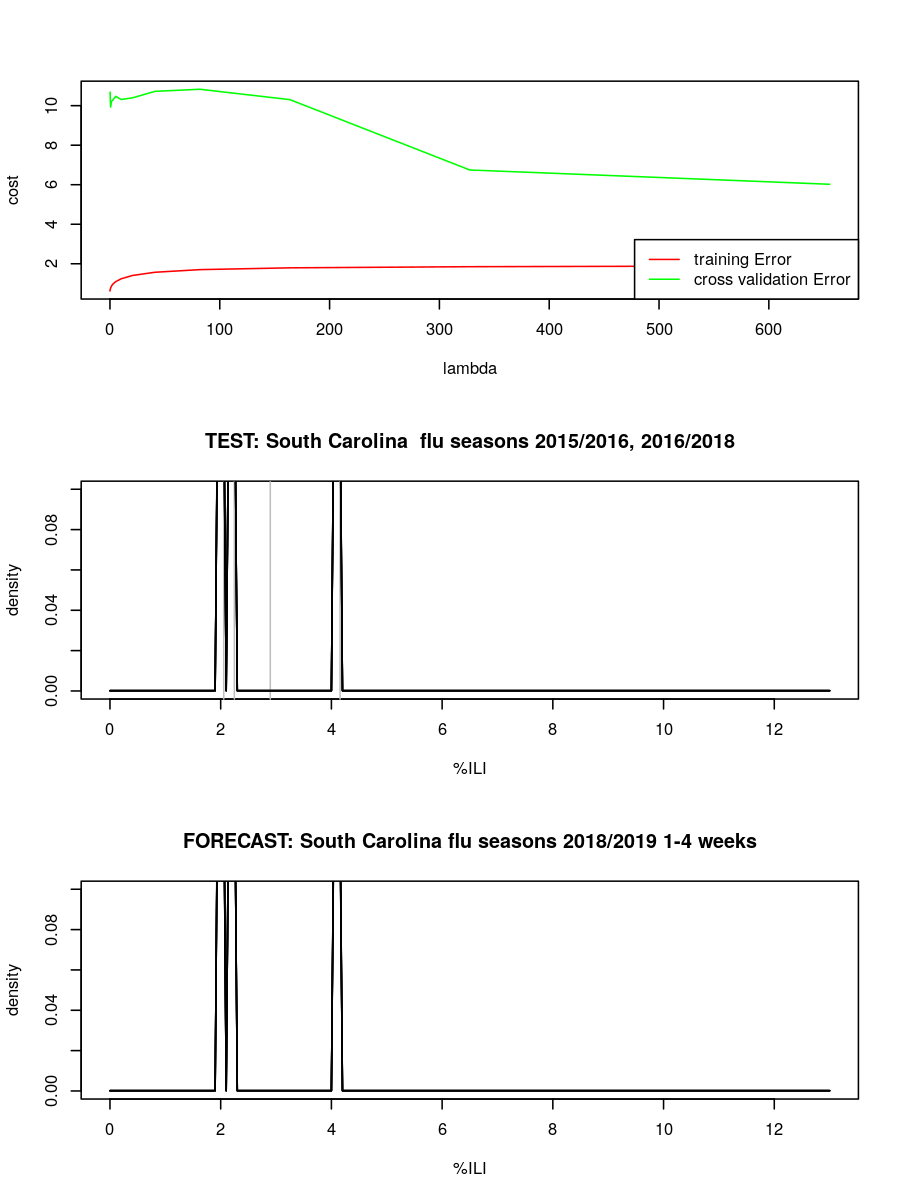 10
8
6
4
2
cost
training Error
cross validation Error
0 100 200 300 400 500 600
lambda
TEST: South Carolina  flu seasons 2015/2016, 2016/2018
0.08
0.04
0.00
density
0 2 4 6 8 10 12
%ILI
FORECAST: South Carolina flu seasons 2018/2019 1-4 weeks
0.08
0.04
0.00
density
0 2 4 6 8 10 12
%ILI